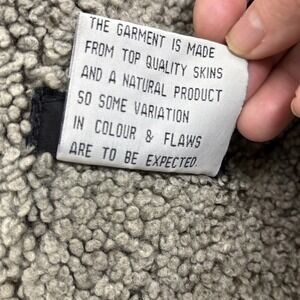 THE GARMENT IS MADE
FROM TOP QUALITY SKINS
AND A NATURAL PRODUCT
SO SOME VARIATION
IN COLOUR & FLAWS
ARE TO BE EXPECTED.